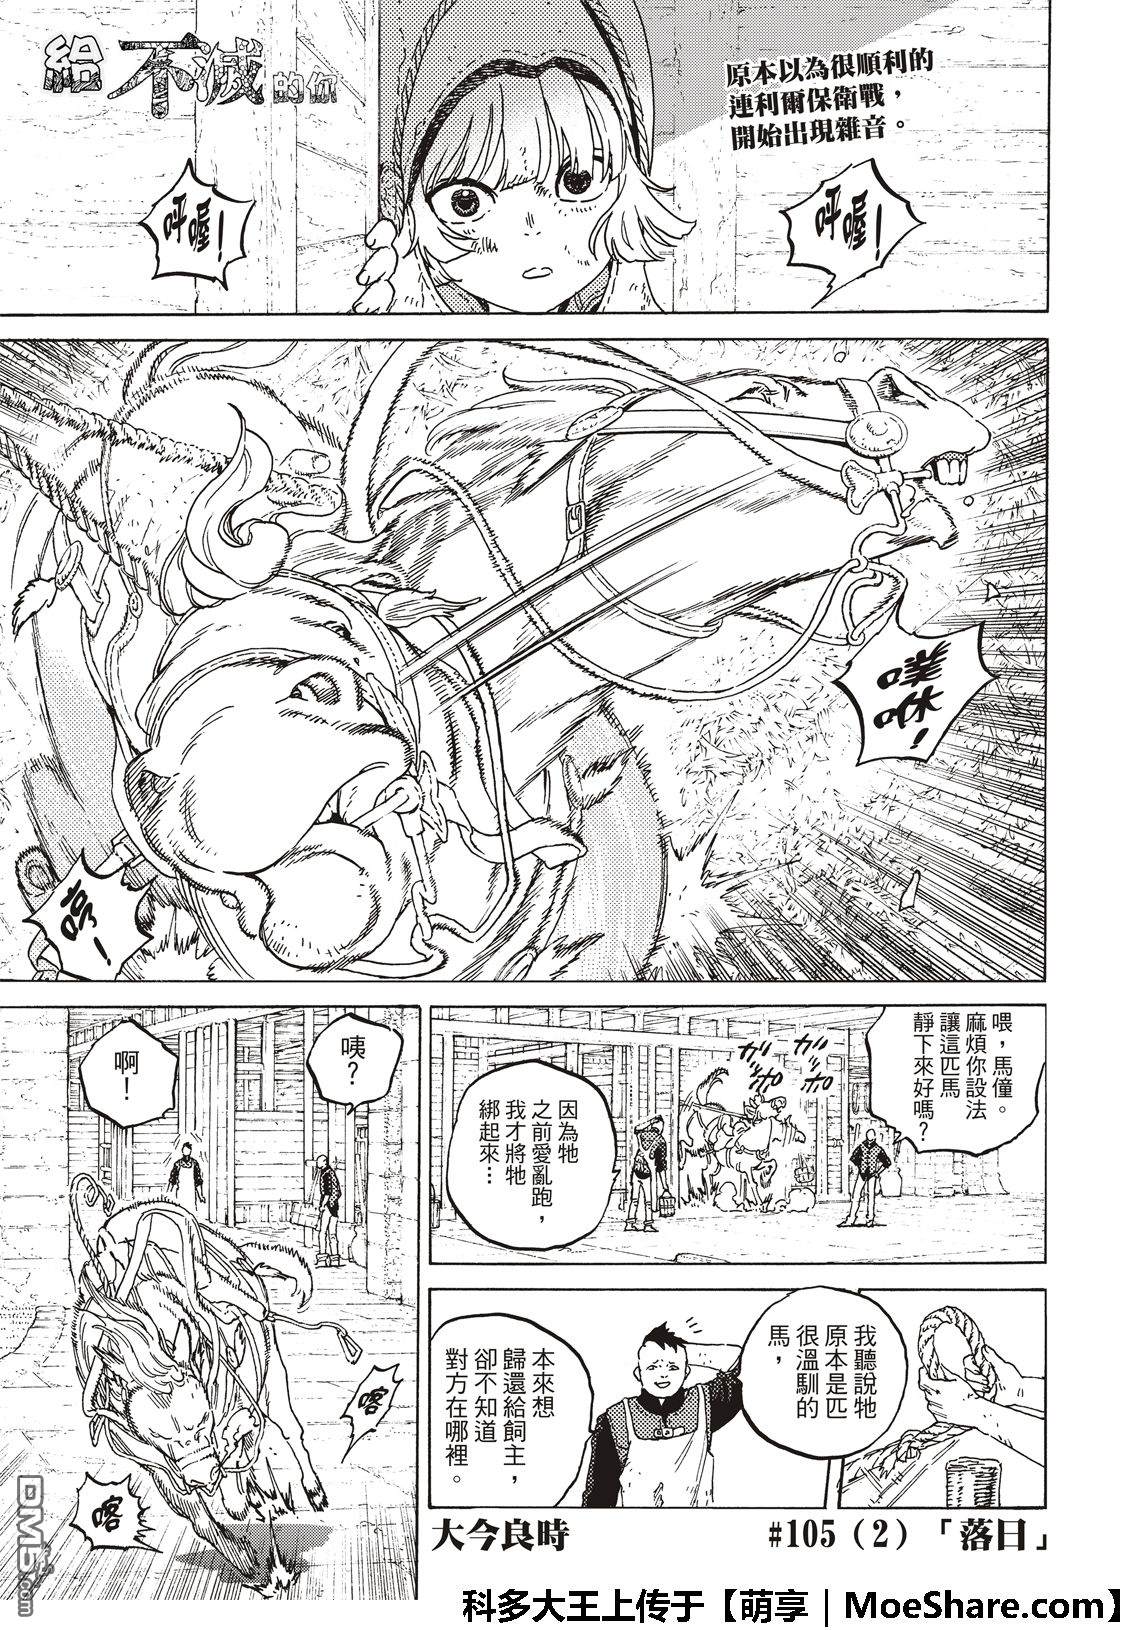 給不滅的你
原本以為很順利的
連利爾保衛戰，
開始出現雜音。
呼喔！
呼喔！
噗咻！
哼！
喂，馬僮。
麻煩你設法
讓這匹馬
靜下來好嗎？
ガボ
ガボ
因為牠
之前愛亂跑，
我才將牠
綁起來…
我聽說牠
原本是匹
很溫馴的
馬，
本來想
歸還給飼主，
卻不知道
對方在哪裡。
咦？
啊！
喀
喀
大今良時
#105（2）「落日」
DM5.com
科多大王上传于【萌享｜MoeShare.com】